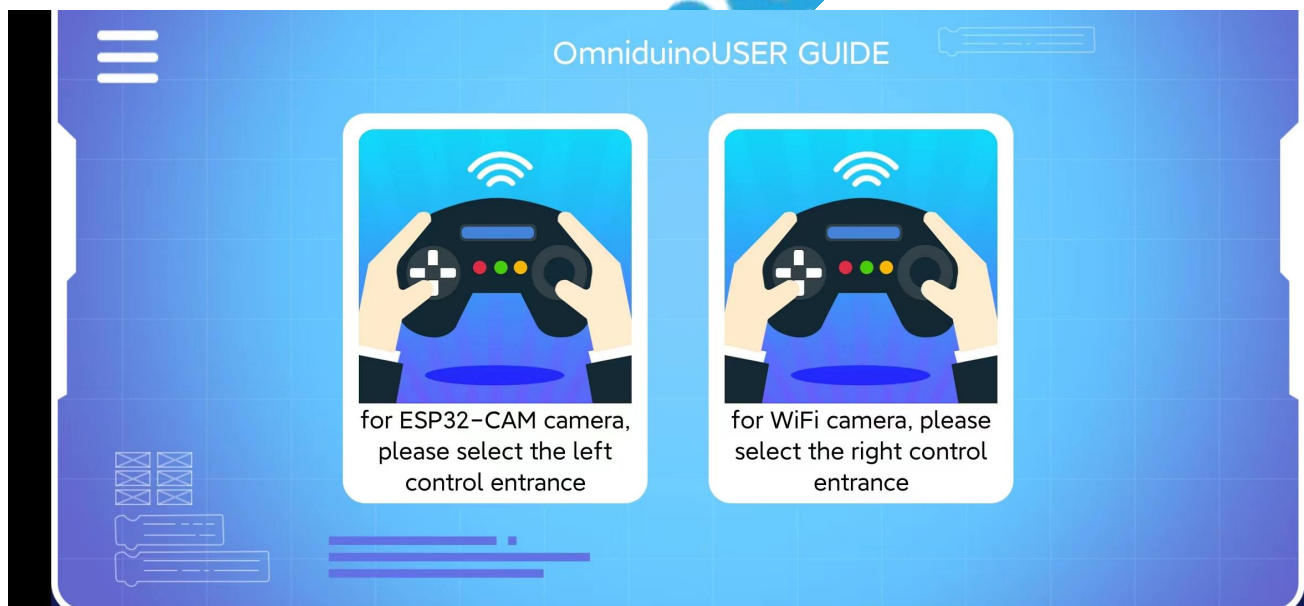 OmniduinoUSER GUIDE
for ESP32-CAM camera,
please select the left
control entrance
for WiFi camera, please
select the right control
entrance